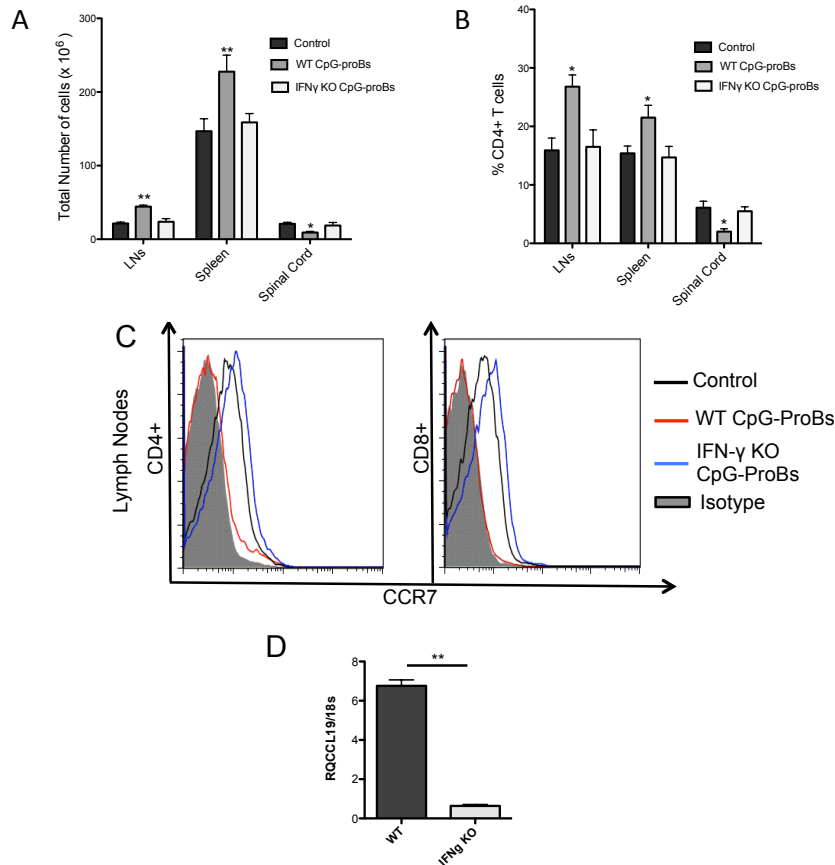 A
Total Number of cells (x 10⁶)
300
200
100
0
**
**
*
LNs
Spleen
Spinal Cord
Control
WT CpG-proBs
IFNγ KO CpG-proBs
B
% CD4+ T cells
40
30
20
10
0
*
*
*
LNs
Spleen
Spinal Cord
Control
WT CpG-proBs
IFNγ KO CpG-proBs
C
Lymph Nodes
CD4+
CD8+
CCR7
Control
WT CpG-ProBs
IFN-γ KO
CpG-ProBs
Isotype
D
RQCCL19/18s
8
6
4
2
0
**
WT
IFNg KO